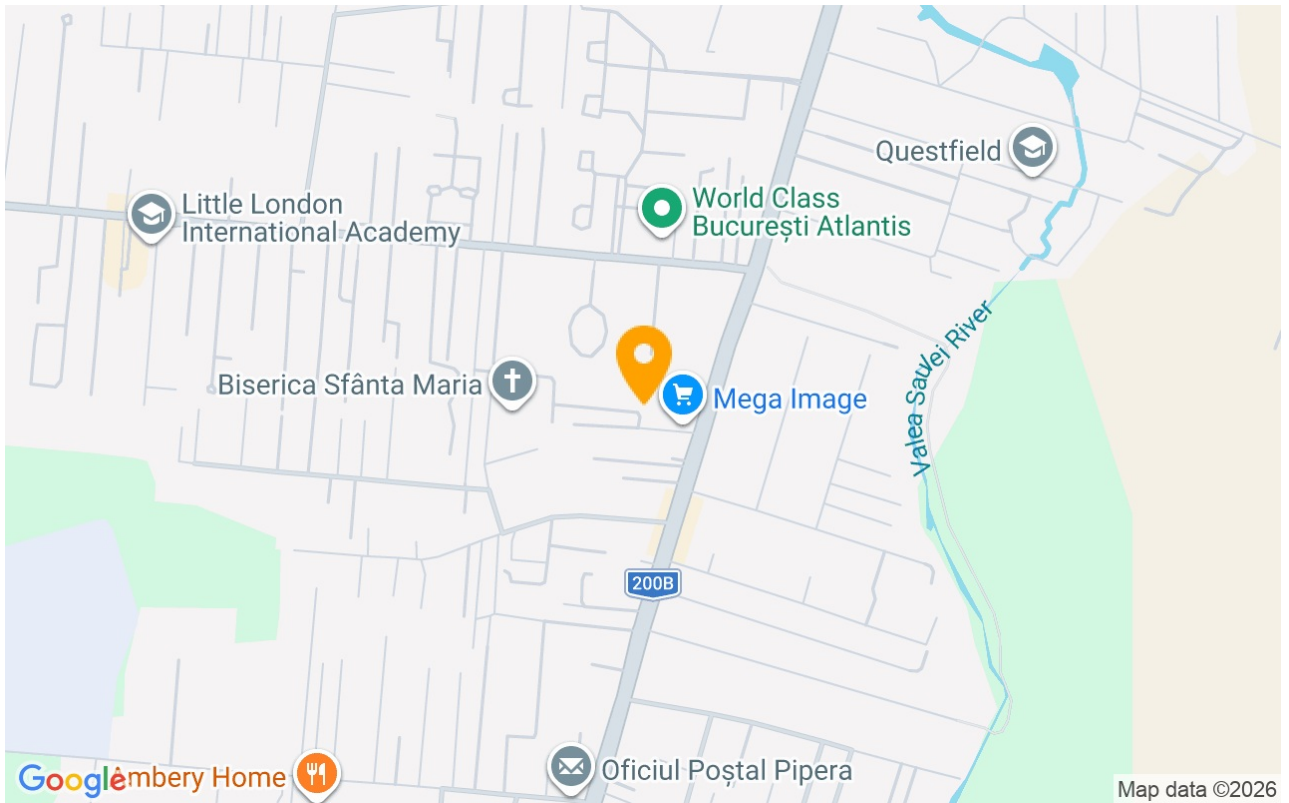 Questfield
Little London
International Academy
World Class
București Atlantis
Valea Saulei River
Biserica Sfânta Maria
Mega Image
200B
Oficiul Poștal Pipera
Ambery Home
Google
Map data ©2026